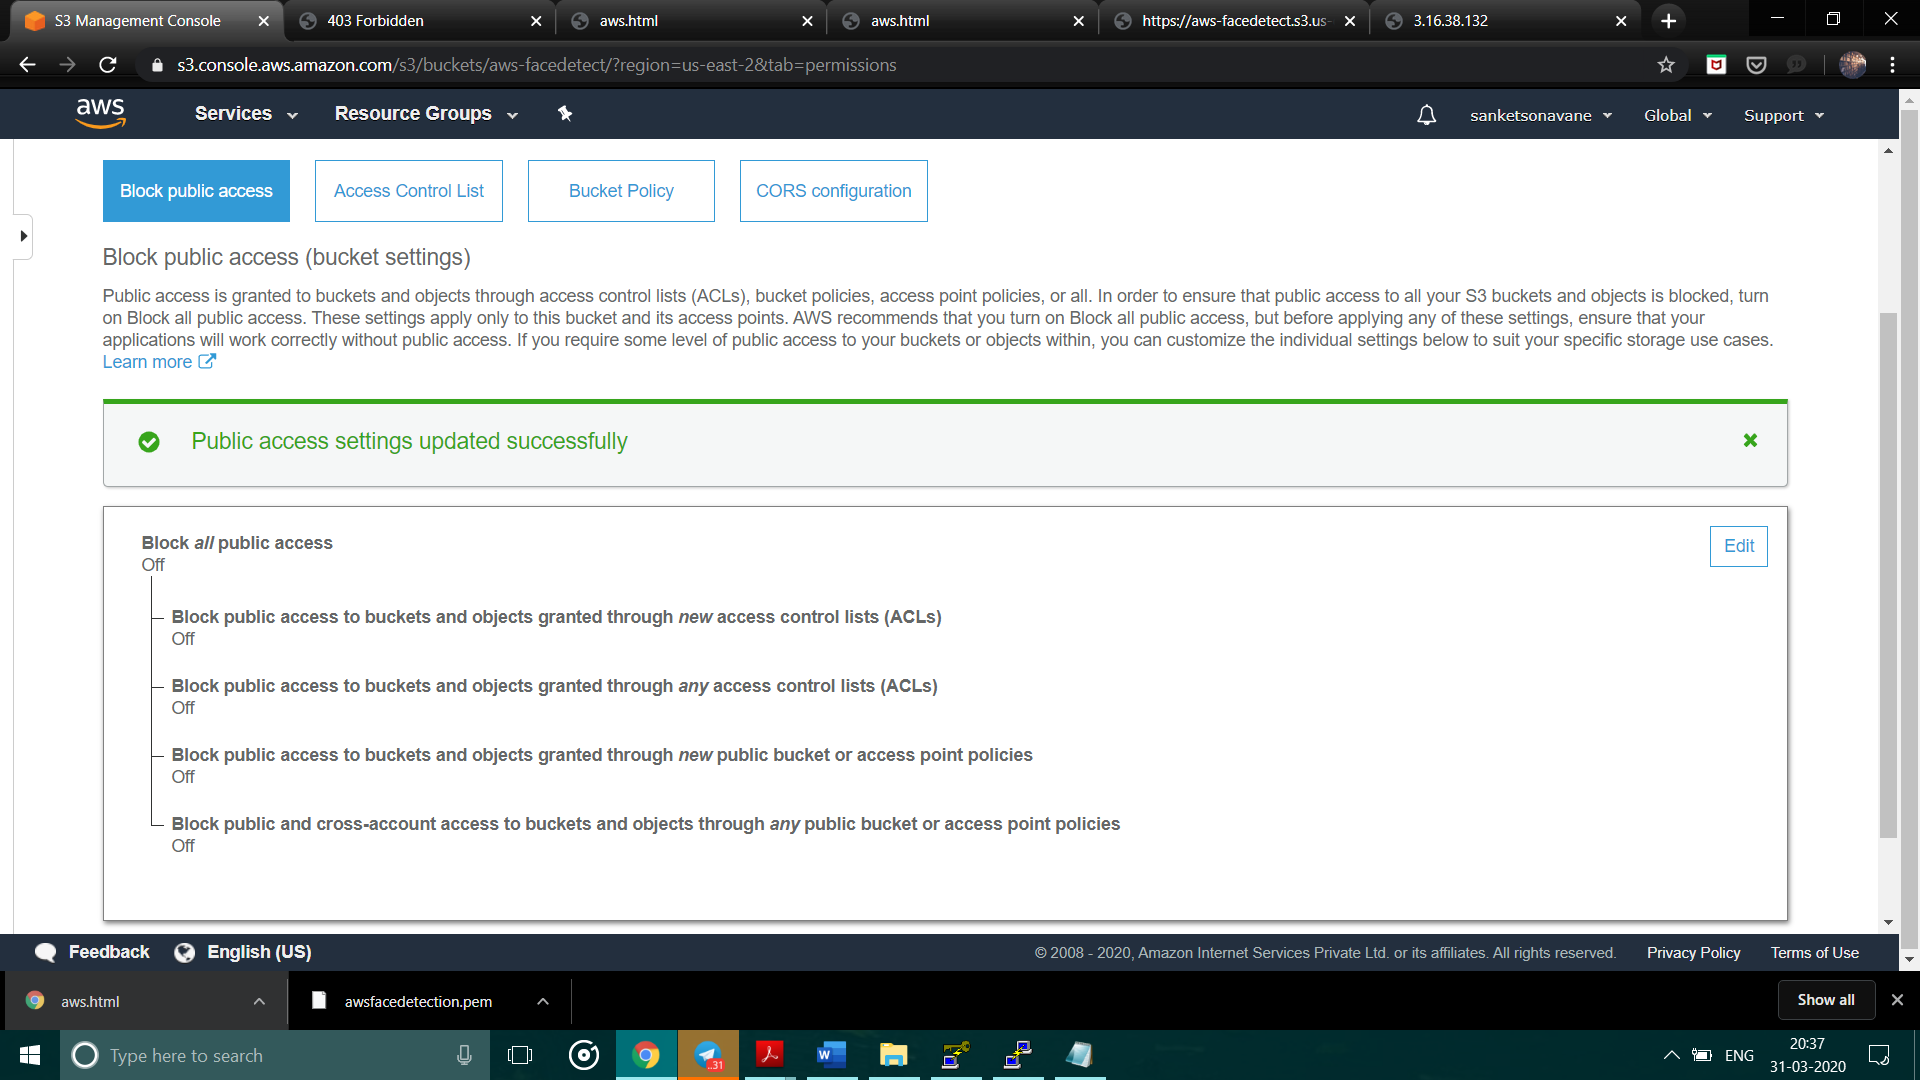 S3 Management Console
403 Forbidden
aws.html
aws.html
https://aws-facedetect.s3.us-
3.16.38.132
s3.console.aws.amazon.com/s3/buckets/aws-facedetect/?region=us-east-2&tab=permissions
aws
Services
Resource Groups
sanketsonavane
Global
Support
Block public access
Access Control List
Bucket Policy
CORS configuration
Block public access (bucket settings)
Public access is granted to buckets and objects through access control lists (ACLs), bucket policies, access point policies, or all. In order to ensure that public access to all your S3 buckets and objects is blocked, turn
on Block all public access. These settings apply only to this bucket and its access points. AWS recommends that you turn on Block all public access, but before applying any of these settings, ensure that your
applications will work correctly without public access. If you require some level of public access to your buckets or objects within, you can customize the individual settings below to suit your specific storage use cases.
Learn more
Public access settings updated successfully
Block all public access
Off
Edit
Block public access to buckets and objects granted through new access control lists (ACLs)
Off
Block public access to buckets and objects granted through any access control lists (ACLs)
Off
Block public access to buckets and objects granted through new public bucket or access point policies
Off
Block public and cross-account access to buckets and objects through any public bucket or access point policies
Off
Feedback
English (US)
© 2008 - 2020, Amazon Internet Services Private Ltd. or its affiliates. All rights reserved.
Privacy Policy
Terms of Use
aws.html
awsfacedetection.pem
Show all
Type here to search
..31
ENG
20:37
31-03-2020